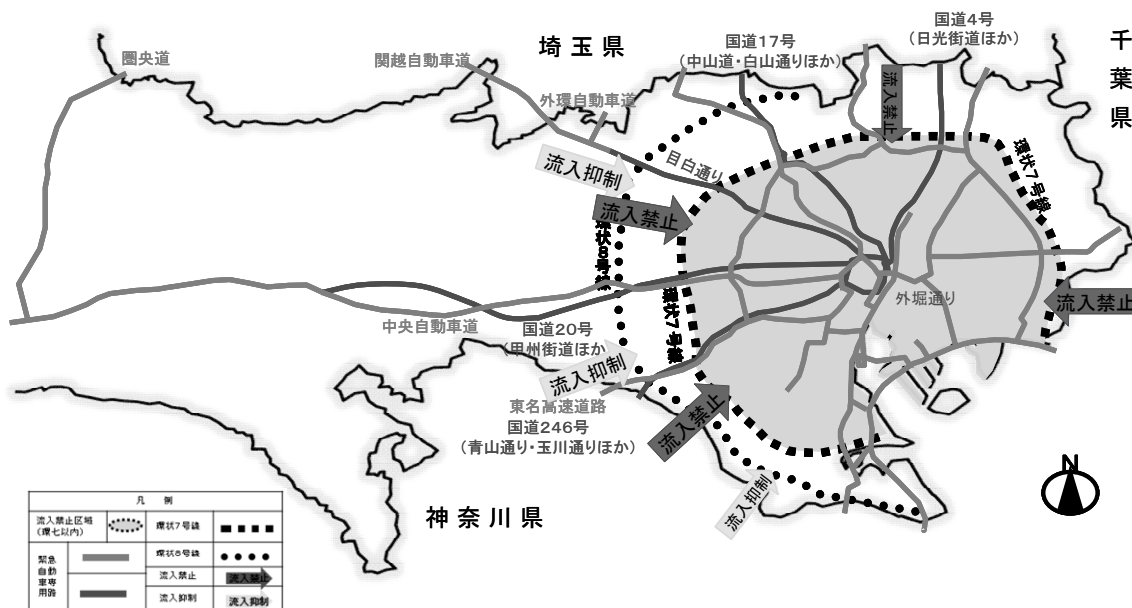 国道4号
(日光街道ほか)
千葉県
埼玉県
国道17号
(中山道・白山通りほか)
圏央道
関越自動車道
外環自動車道
流入禁止
環状7号線
流入抑制
目白通り
流入禁止
環状8号線
環状7号線
外堀通り
流入禁止
中央自動車道
国道20号
(甲州街道ほか
流入抑制
東名高速道路
国道246号
(青山通り・玉川通りほか)
流入禁止
流入抑制
神奈川県
N
凡 例
流入禁止区域
(環七以内)
環状7号線
緊急
自動
車専
用路
環状8号線
流入禁止
流入禁止
流入抑制
流入抑制